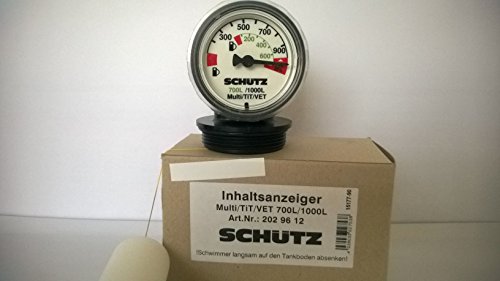 300 500 700 900
200 400 600
SCHÜTZ
700L /1000L
Multi/TiT/VET
Inhaltsanzeiger
Multi/TiT/VET 700L/1000L
Art.Nr.: 202 96 12
SCHÜTZ
!Schwimmer langsam auf den Tankboden absenken!